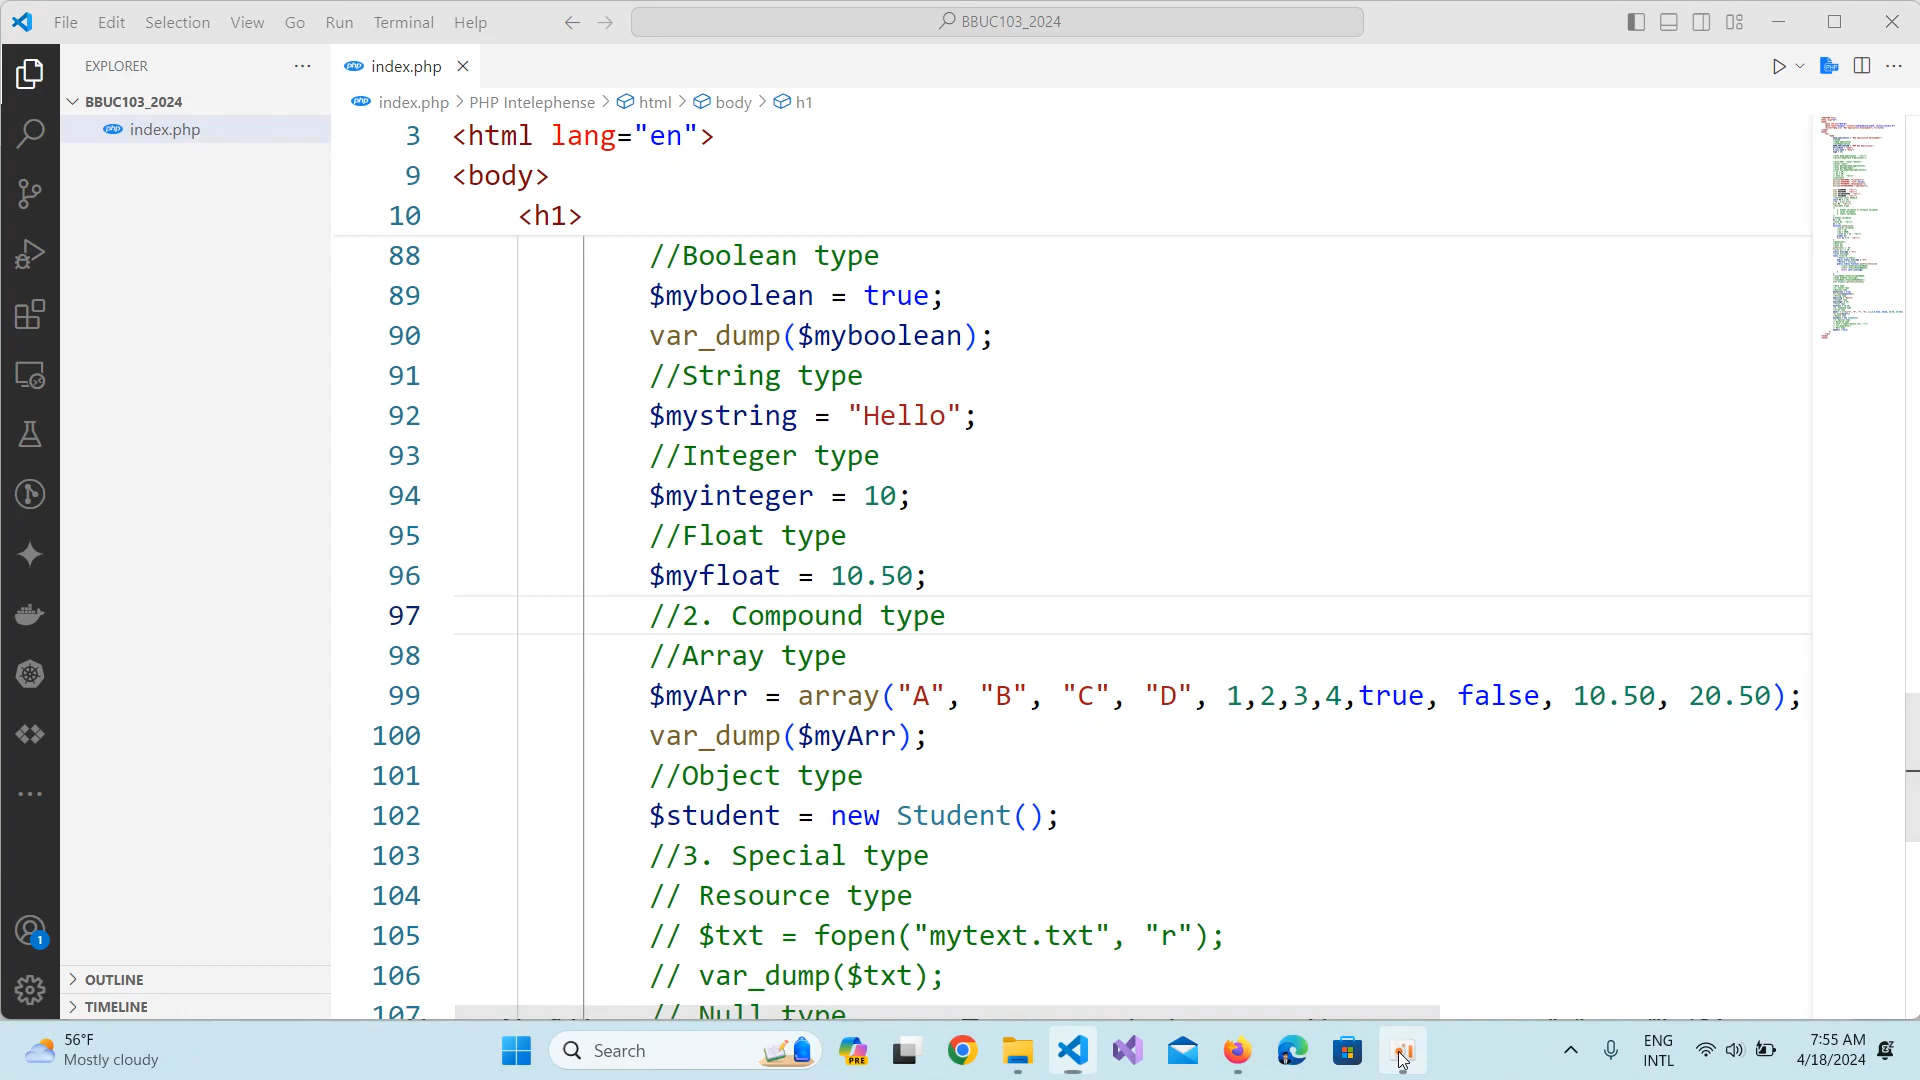 File Edit Selection View Go Run Terminal Help BBUC103_2024
EXPLORER
index.php
BBUC103_2024
index.php
index.php > PHP Intelephense > html > body > h1
3 <html lang="en">
9 <body>
10 <h1>
88 //Boolean type
89 $myboolean = true;
90 var_dump($myboolean);
91 //String type
92 $mystring = "Hello";
93 //Integer type
94 $myinteger = 10;
95 //Float type
96 $myfloat = 10.50;
97 //2. Compound type
98 //Array type
99 $myArr = array("A", "B", "C", "D", 1,2,3,4,true, false, 10.50, 20.50);
100 var_dump($myArr);
101 //Object type
102 $student = new Student();
103 //3. Special type
104 // Resource type
105 // $txt = fopen("mytext.txt", "r");
106 // var_dump($txt);
107 // Null type
1
OUTLINE
TIMELINE
56°F
Mostly cloudy
Search
PRE
ENG
INTL
7:55 AM
4/18/2024